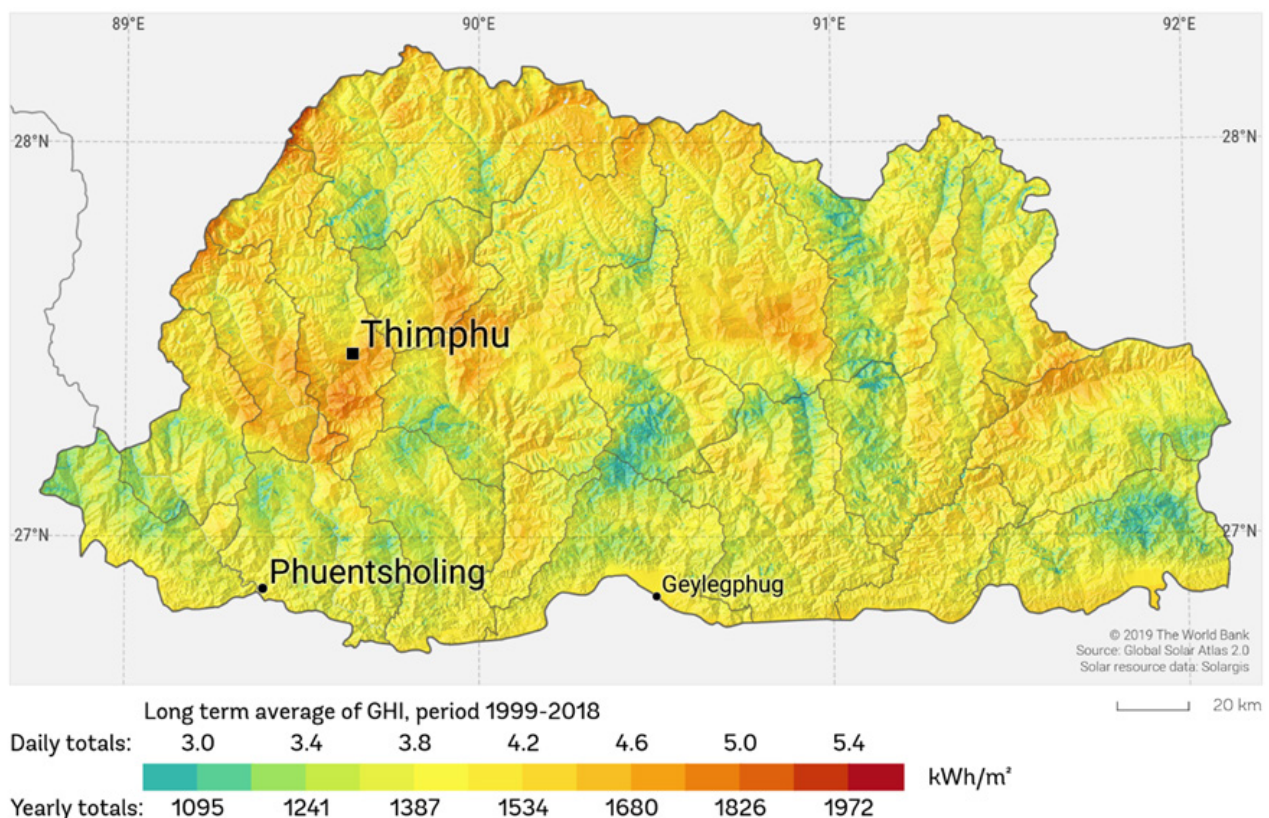 89°E 90°E 91°E 92°E
28°N 28°N
Thimphu
27°N 27°N
Phuentsholing
Geylegphug
© 2019 The World Bank
Source: Global Solar Atlas 2.0
Solar resource data: Solargis
20 km
Long term average of GHI, period 1999-2018
Daily totals: 3.0 3.4 3.8 4.2 4.6 5.0 5.4
kWh/m²
Yearly totals: 1095 1241 1387 1534 1680 1826 1972